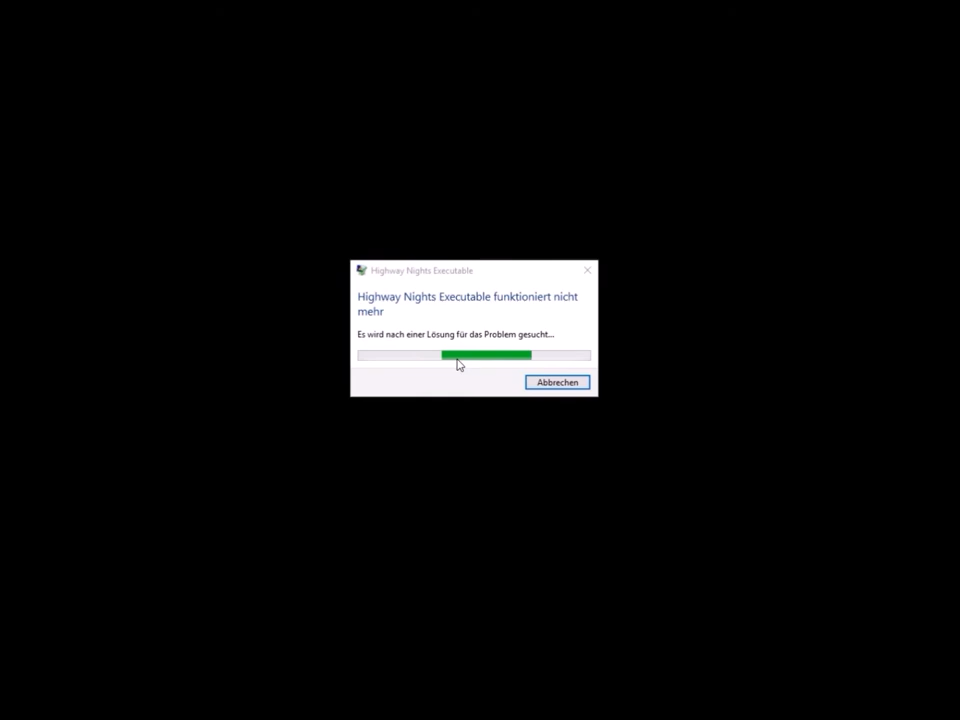 Highway Nights Executable
Highway Nights Executable funktioniert nicht
mehr
Es wird nach einer Lösung für das Problem gesucht...
Abbrechen